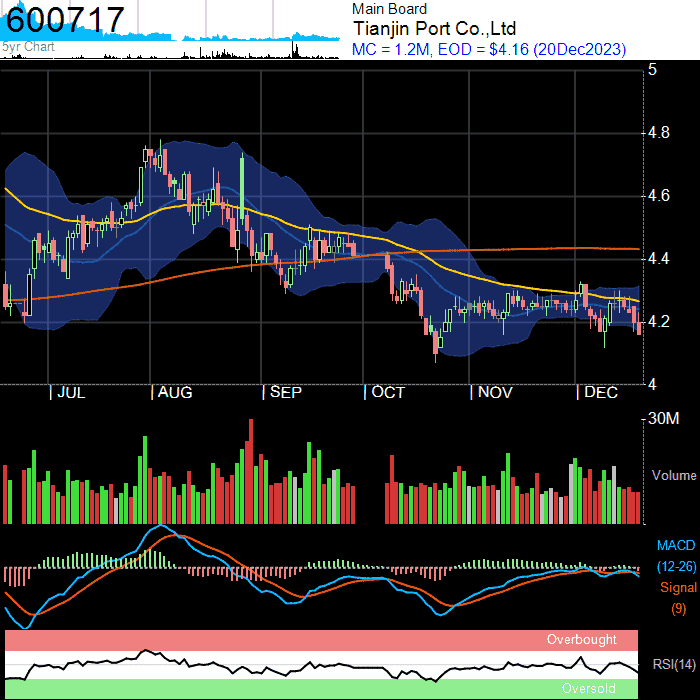 600717
5yr Chart
Main Board
Tianjin Port Co.,Ltd
MC = 1.2M, EOD = $4.16 (20Dec2023)
5
4.8
4.6
4.4
4.2
4
| JUL | AUG | SEP | OCT | NOV | DEC
30M
Volume
MACD
(12-26)
Signal
(9)
Overbought
RSI(14)
Oversold